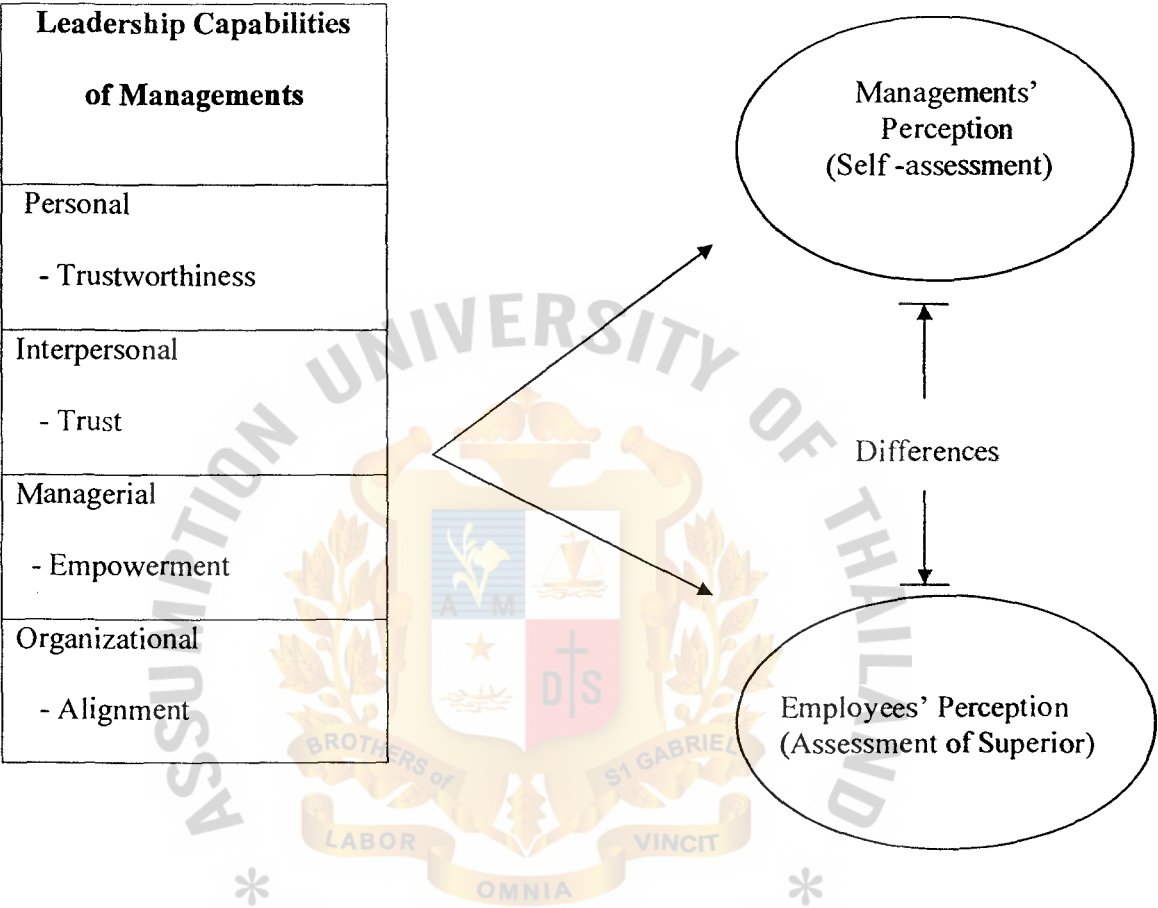 Leadership Capabilities
of Managements
Personal
- Trustworthiness
Interpersonal
- Trust
Managerial
- Empowerment
Organizational
- Alignment
Managements’
Perception
(Self -assessment)
Differences
Employees’ Perception
(Assessment of Superior)
ASSUMPTION UNIVERSITY OF THAILAND
A M
D S
BROTHERS of
S1 GABRIEL
LABOR
OMNIA
VINCIT